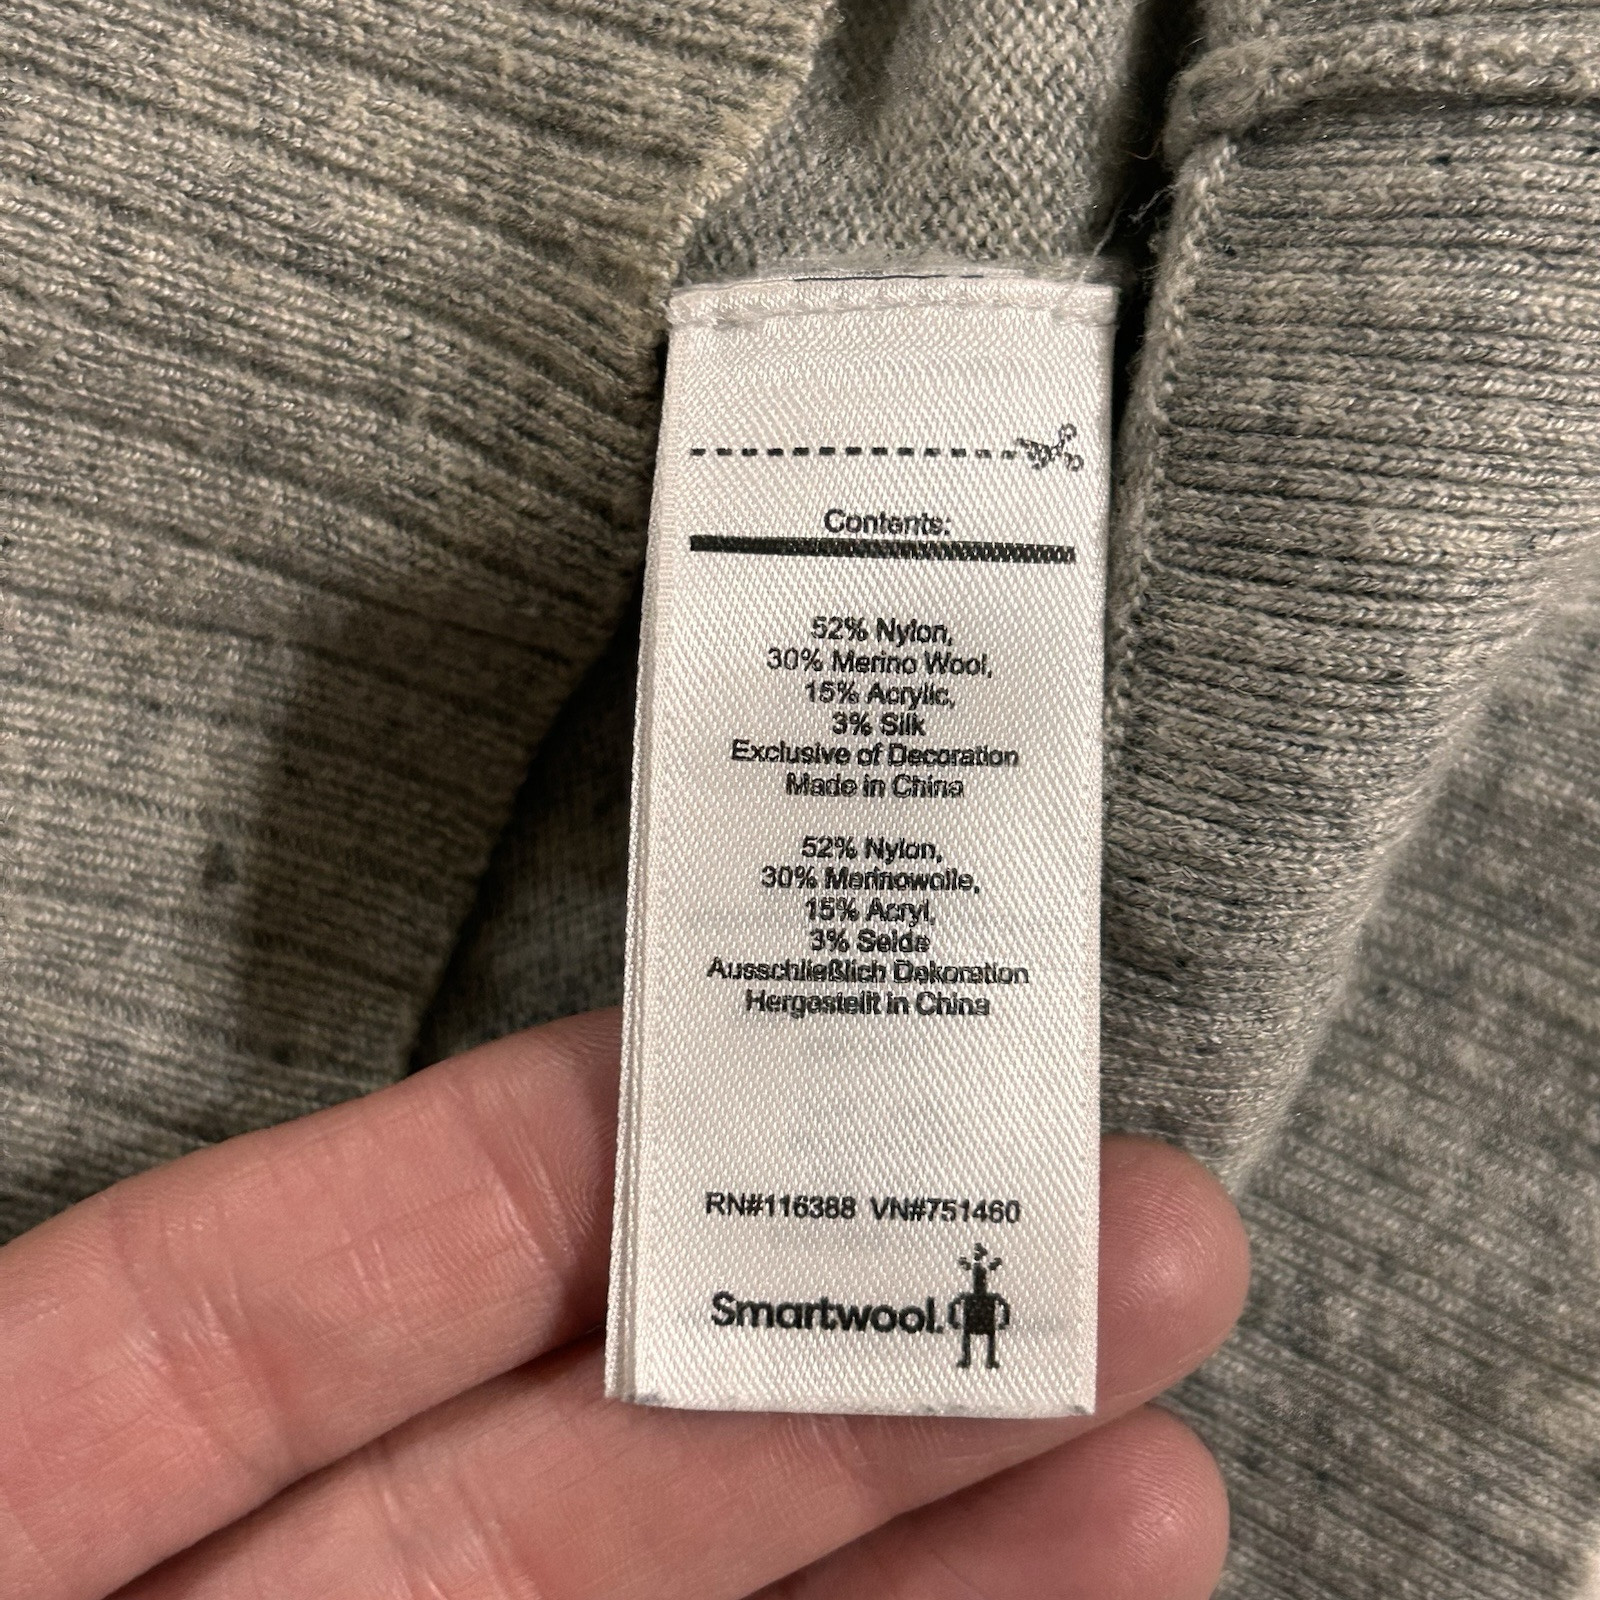 Contents:
52% Nylon,
30% Merino Wool,
15% Acrylic,
3% Silk
Exclusive of Decoration
Made in China
52% Nylon,
30% Merinowolle,
15% Acryl,
3% Seide
Ausschließlich Dekoration
Hergestellt in China
RN#116388 VN#751460
Smartwool.